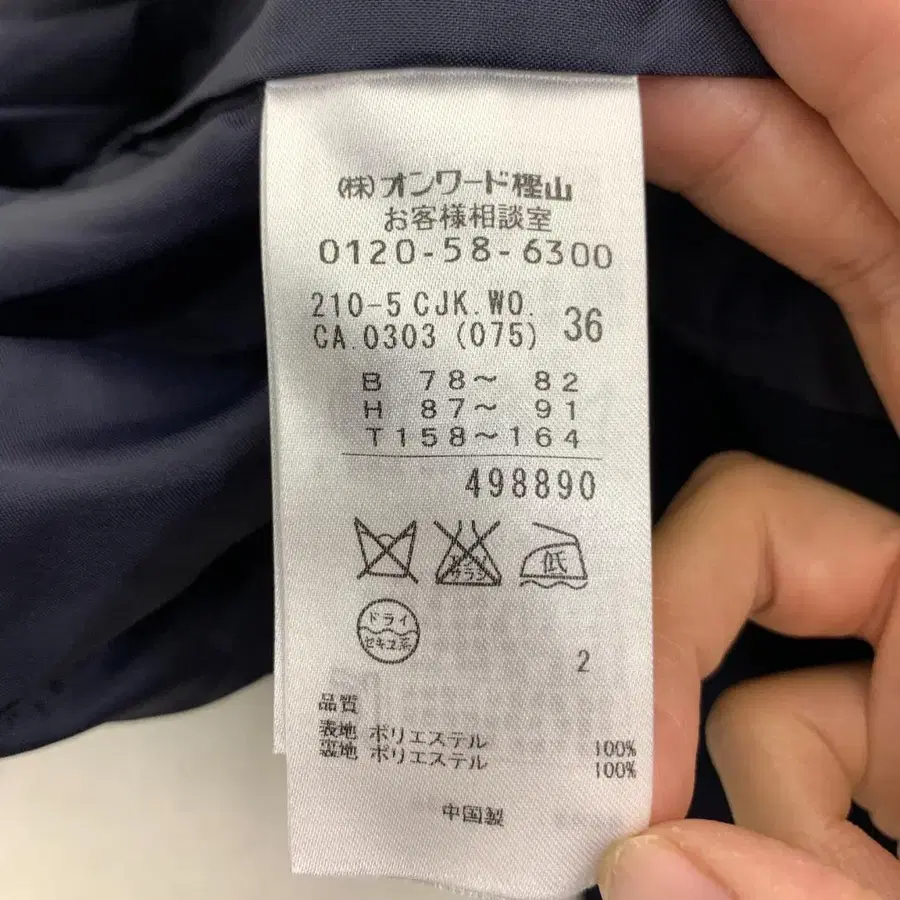 (株)オンワード樫山
お客様相談室
0120-58-6300
210-5 CJK.WO.
CA.0303 (075) 36
B 78～ 82
H 87～ 91
T158～164
498890
低
ドライ
セキユ系
2
品質
表地 ポリエステル 100%
裏地 ポリエステル 100%
中国製